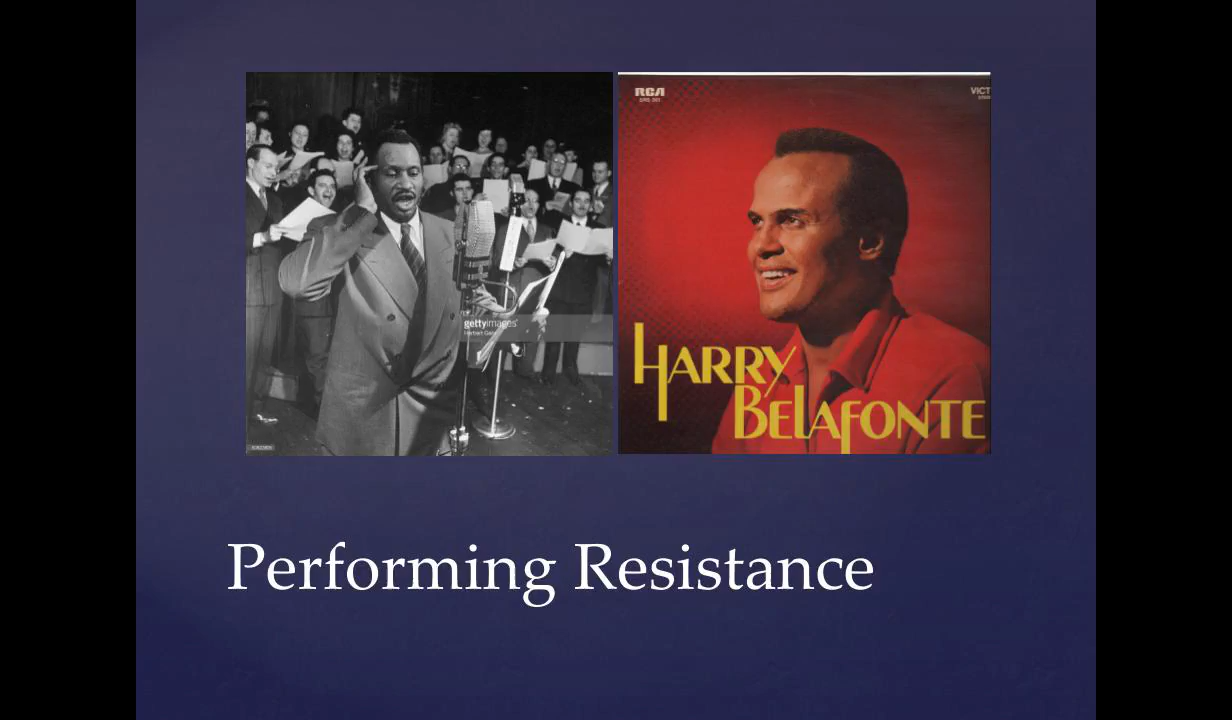 RCA
VICT
gettyimages
HARRY
BELAFONTE
Performing Resistance